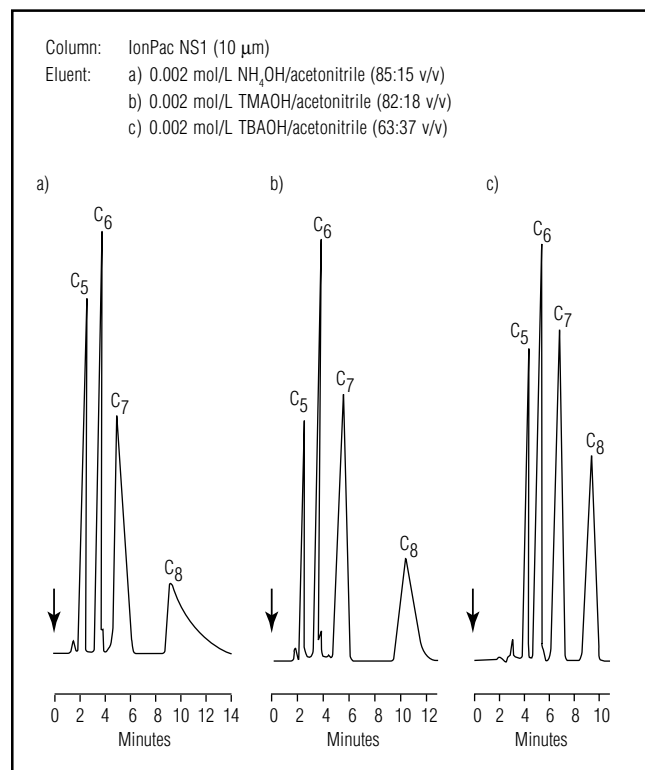 Column: IonPac NS1 (10 μm)
Eluent: a) 0.002 mol/L NH₄OH/acetonitrile (85:15 v/v)
b) 0.002 mol/L TMAOH/acetonitrile (82:18 v/v)
c) 0.002 mol/L TBAOH/acetonitrile (63:37 v/v)
a)
C₅
C₆
C₇
C₈
0 2 4 6 8 10 12 14
Minutes
b)
C₅
C₆
C₇
C₈
0 2 4 6 8 10 12
Minutes
c)
C₅
C₆
C₇
C₈
0 2 4 6 8 10
Minutes